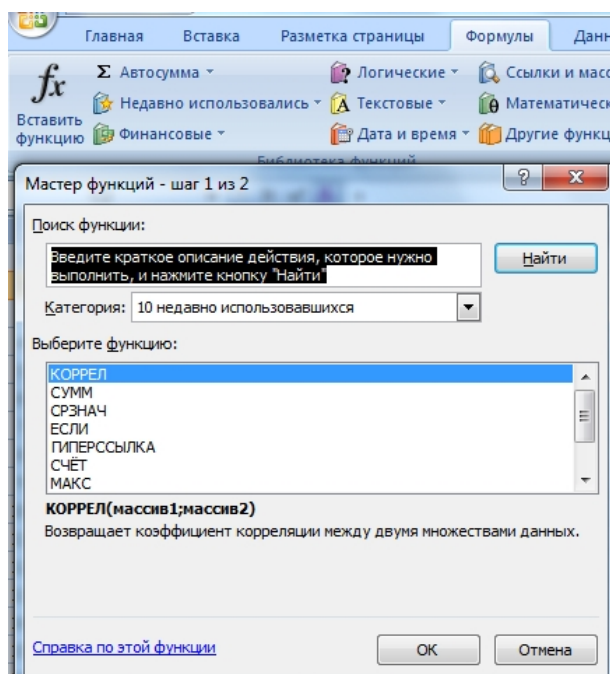 Главная Вставка Разметка страницы Формулы Данн
fx Σ Автосумма Логические Ссылки и масс
Вставить функцию Недавно использовались Текстовые Математическ
Финансовые Дата и время Другие функц
Библиотека функций
Мастер функций - шаг 1 из 2
Поиск функции:
Введите краткое описание действия, которое нужно
выполнить, и нажмите кнопку "Найти"
Найти
Категория: 10 недавно использовавшихся
Выберите функцию:
КОРРЕЛ
СУММ
СРЗНАЧ
ЕСЛИ
ГИПЕРССЫЛКА
СЧЁТ
МАКС
КОРРЕЛ(массив1;массив2)
Возвращает коэффициент корреляции между двумя множествами данных.
Справка по этой функции ОК Отмена